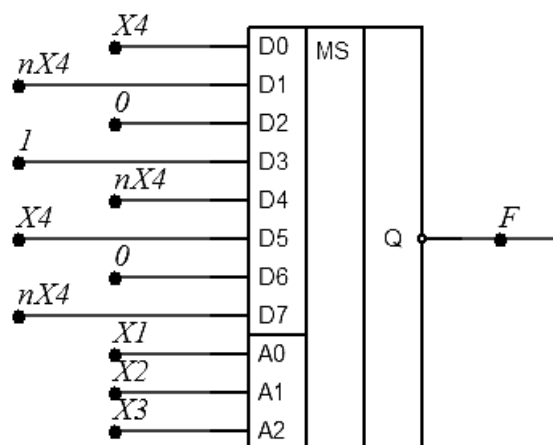 X4 D0 MS
nX4 D1
0 D2
1 D3
nX4 D4
X4 D5 Q F
0 D6
nX4 D7
X1 A0
X2 A1
X3 A2